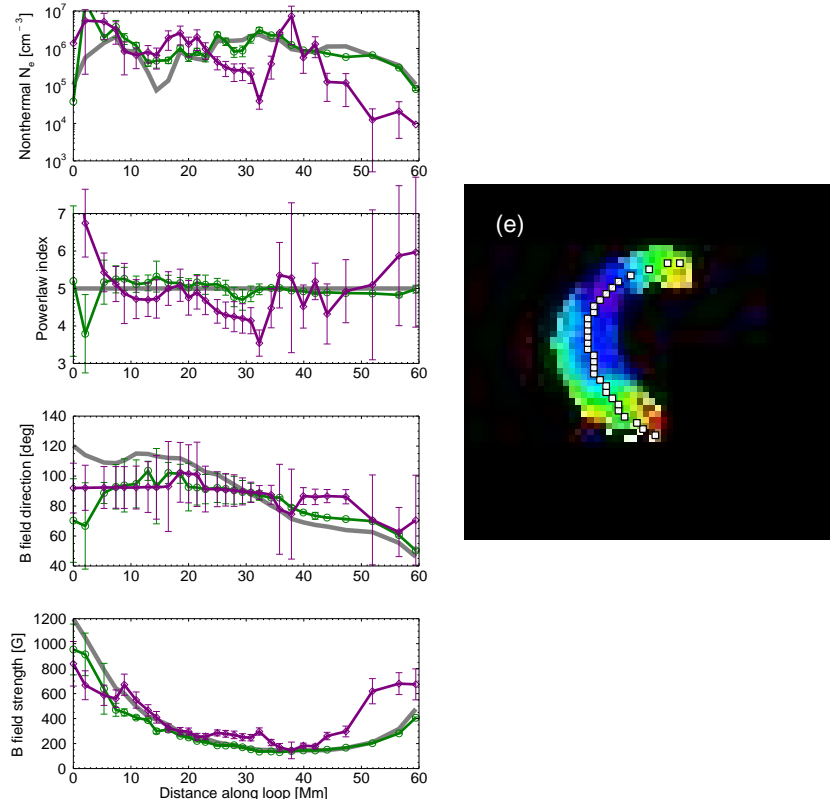 Nonthermal N_e [cm^-3]
10^7
10^6
10^5
10^4
10^3
0 10 20 30 40 50 60
Powerlaw index
7
6
5
4
3
0 10 20 30 40 50 60
B field direction [deg]
140
120
100
80
60
40
0 10 20 30 40 50 60
B field strength [G]
1200
1000
800
600
400
200
0
0 10 20 30 40 50 60
Distance along loop [Mm]
(e)